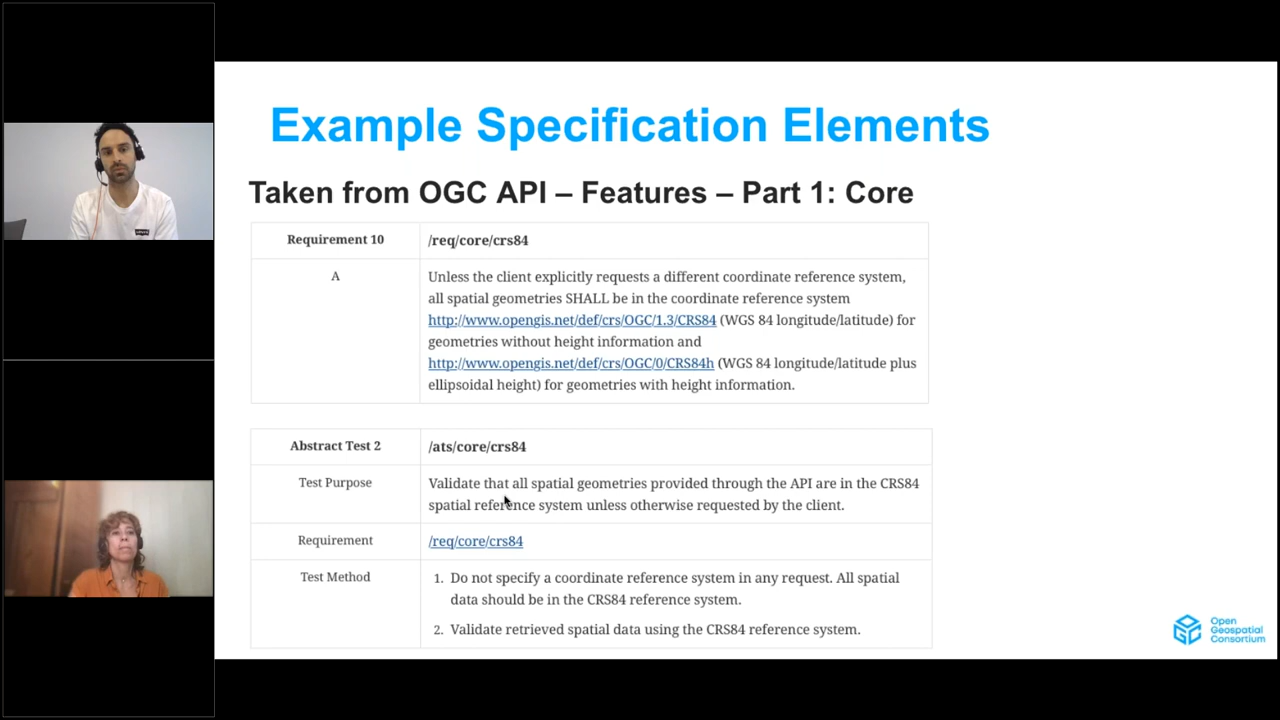 Example Specification Elements
Taken from OGC API – Features – Part 1: Core
Requirement 10
/req/core/crs84
A
Unless the client explicitly requests a different coordinate reference system,
all spatial geometries SHALL be in the coordinate reference system
http://www.opengis.net/def/crs/OGC/1.3/CRS84 (WGS 84 longitude/latitude) for
geometries without height information and
http://www.opengis.net/def/crs/OGC/0/CRS84h (WGS 84 longitude/latitude plus
ellipsoidal height) for geometries with height information.
Abstract Test 2
/ats/core/crs84
Test Purpose
Validate that all spatial geometries provided through the API are in the CRS84
spatial reference system unless otherwise requested by the client.
Requirement
/req/core/crs84
Test Method
1. Do not specify a coordinate reference system in any request. All spatial
data should be in the CRS84 reference system.
2. Validate retrieved spatial data using the CRS84 reference system.
Open
Geospatial
Consortium